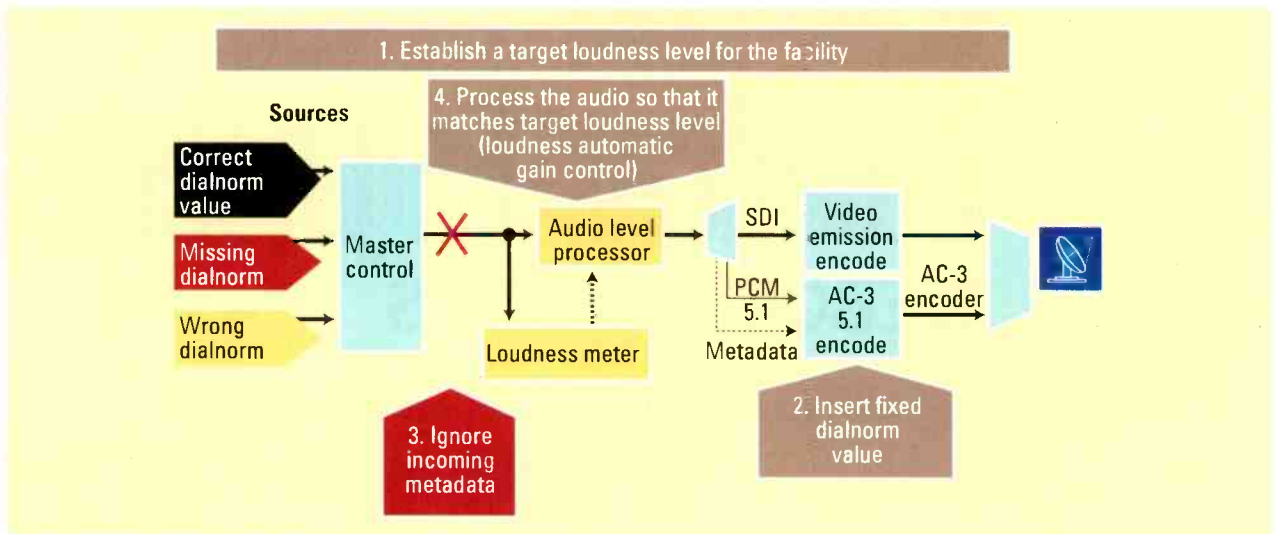 1. Establish a target loudness level for the facility
4. Process the audio so that it
matches target loudness level
(loudness automatic
gain control)
Sources
Correct
dialnorm
value
Missing
dialnorm
Wrong
dialnorm
Master
control
Audio level
processor
Loudness meter
SDI
PCM
5.1
Metadata
Video
emission
encode
AC-3
5.1
encode
AC-3
encoder
3. Ignore
incoming
metadata
2. Insert fixed
dialnorm
value